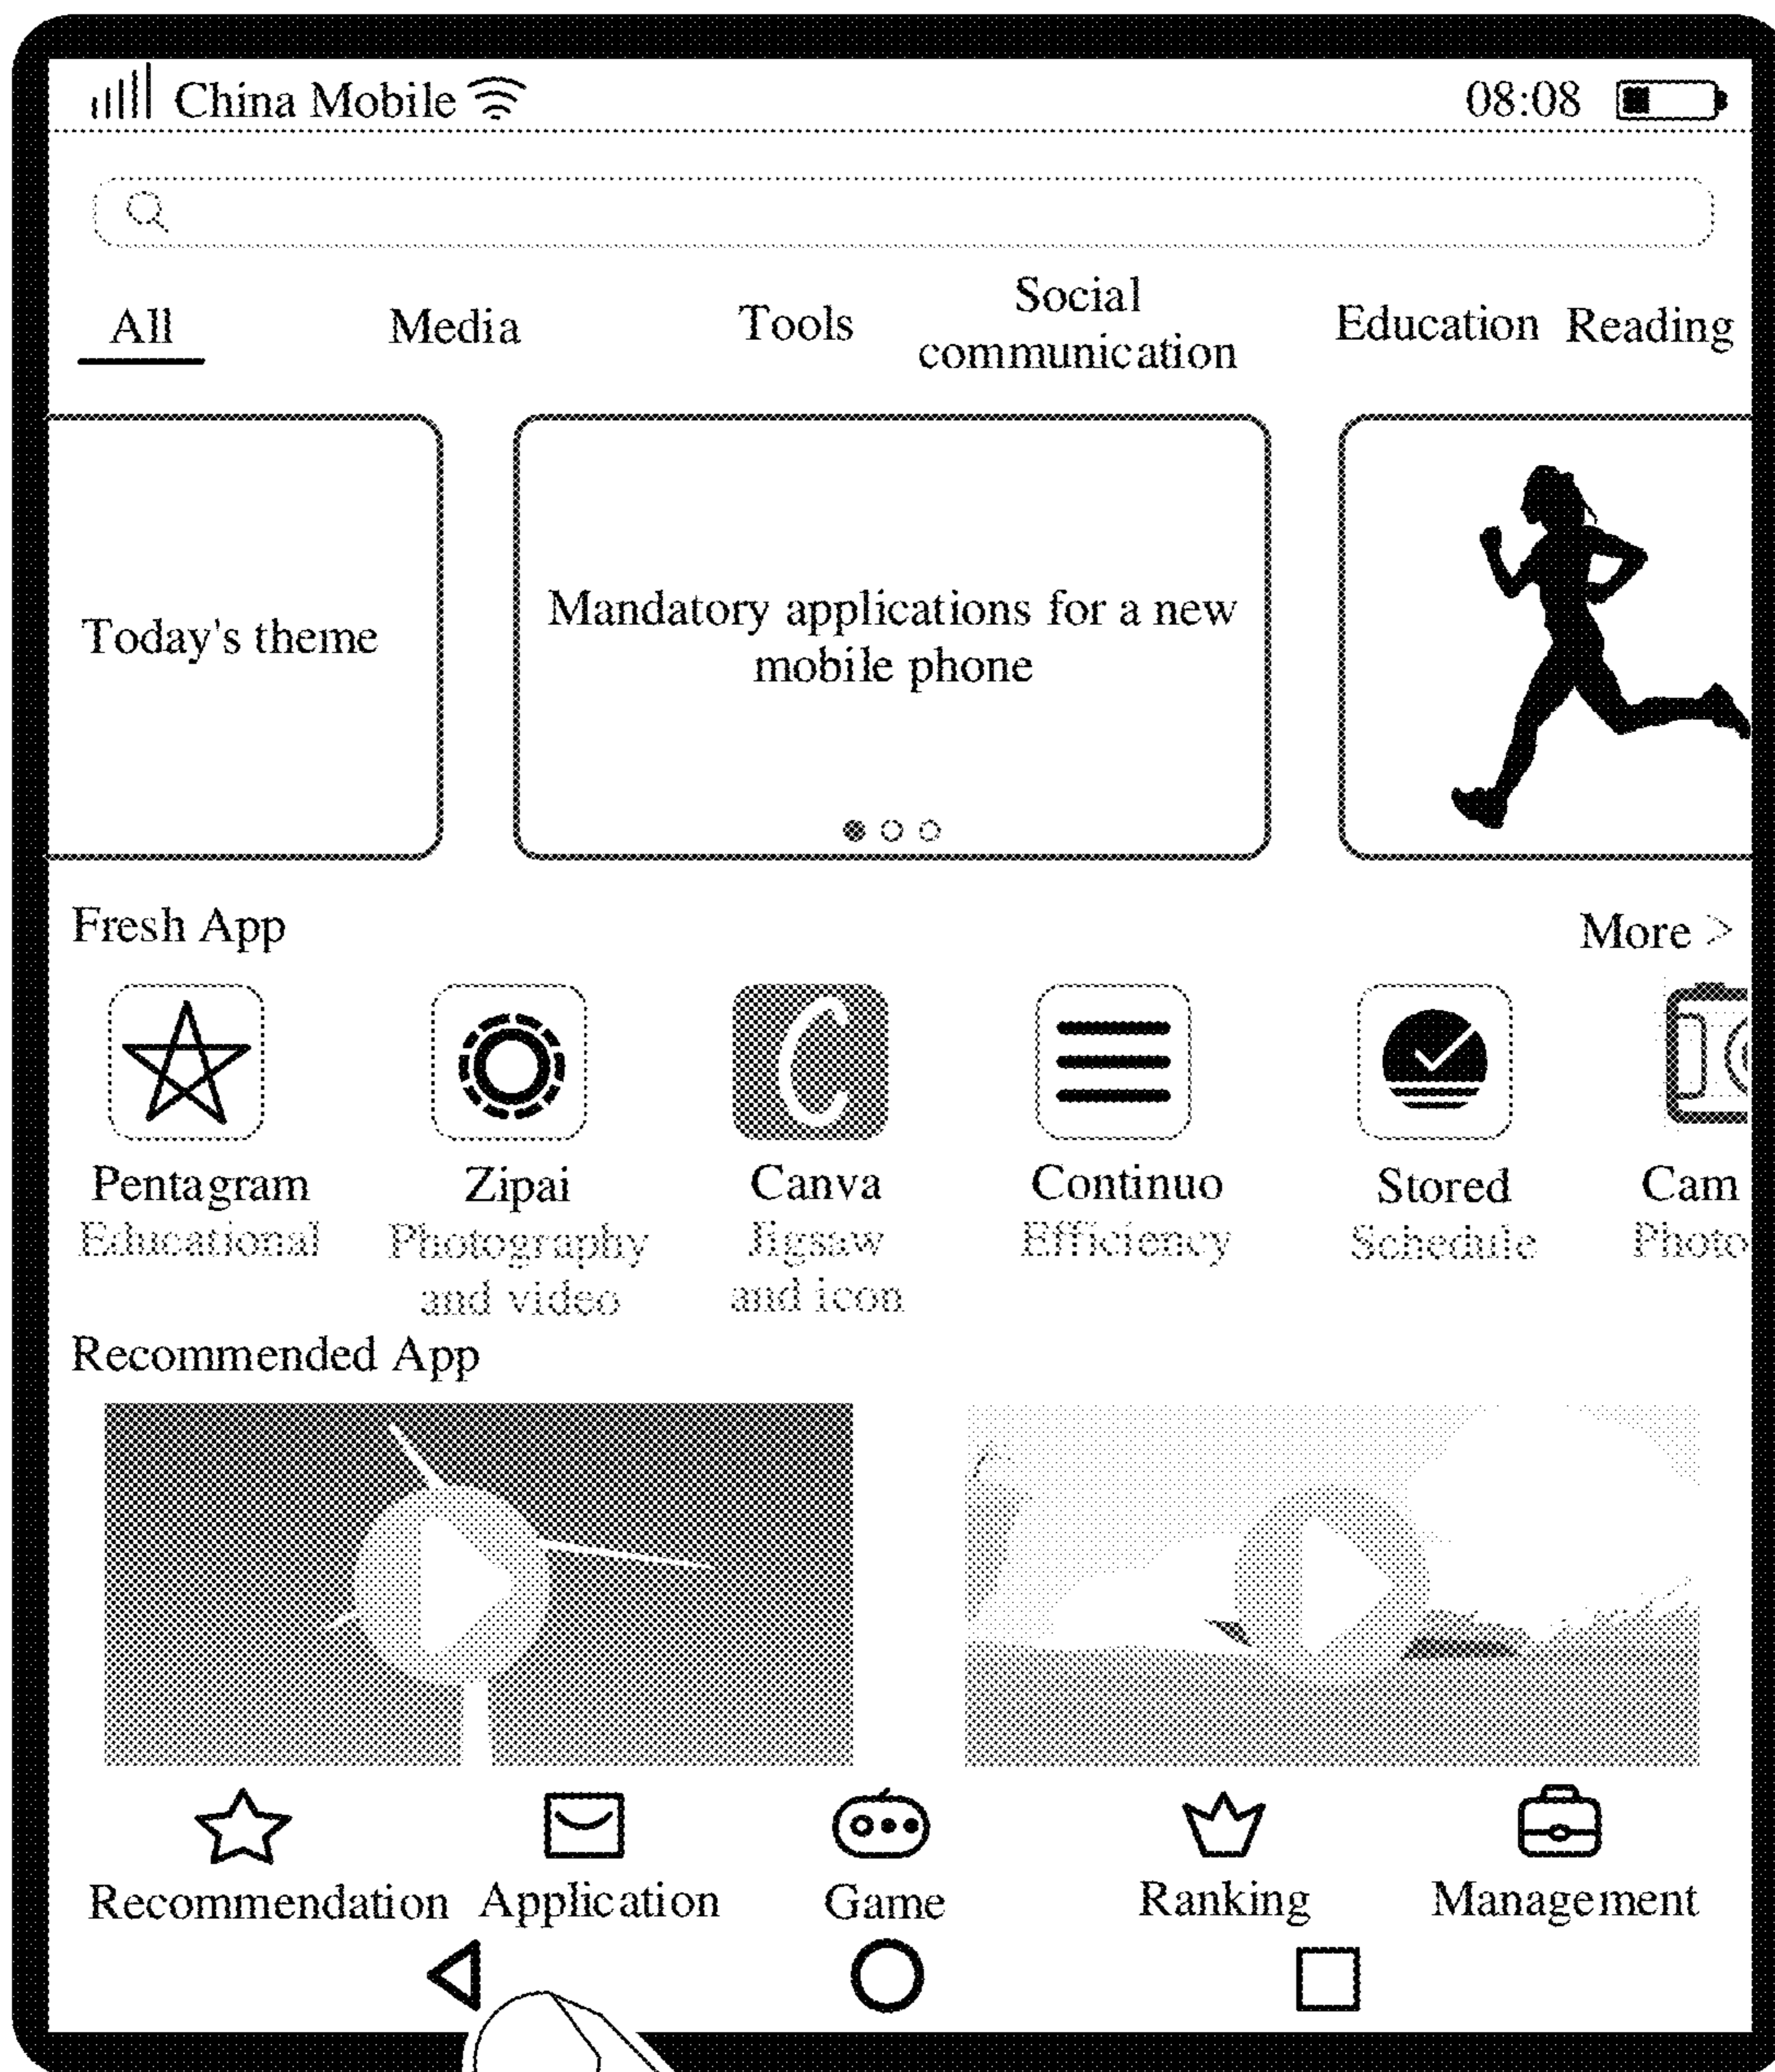 China Mobile 08:08
All Media Tools Social communication Education Reading
Today's theme
Mandatory applications for a new
mobile phone
Fresh App More >
Pentagram Zipai Canva Continuo Stored Cam
Educational Photography and video Jigsaw and icon Efficiency Schedule Photo
Recommended App
Recommendation Application Game Ranking Management